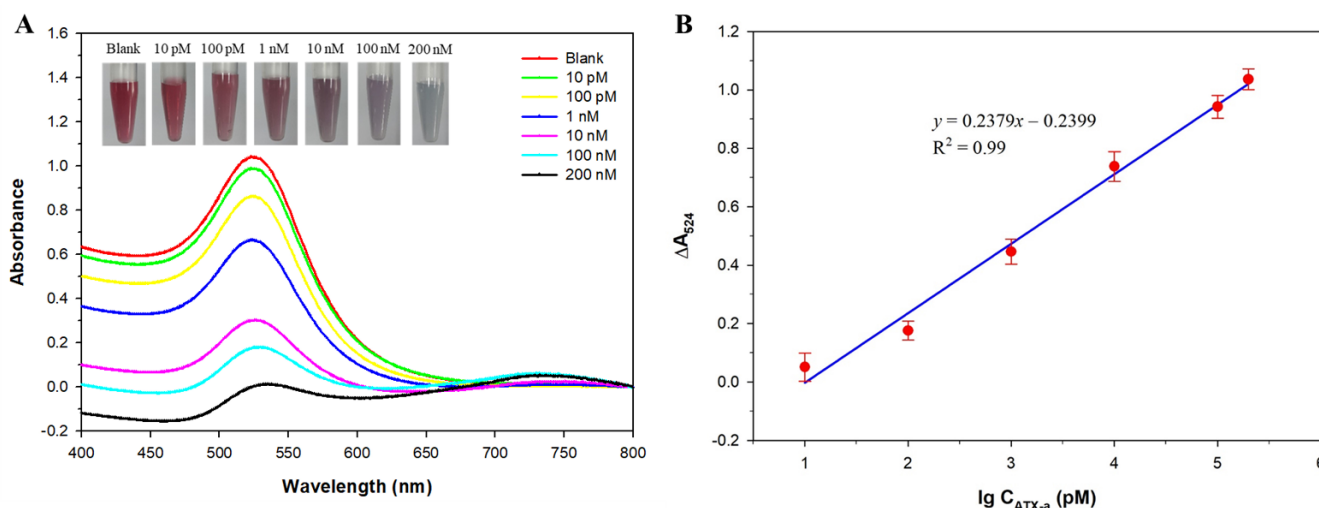 A
Blank 10 pM 100 pM 1 nM 10 nM 100 nM 200 nM
Blank
10 pM
100 pM
1 nM
10 nM
100 nM
200 nM
1.6
1.4
1.2
1.0
0.8
0.6
0.4
0.2
0.0
-0.2
Absorbance
400 450 500 550 600 650 700 750 800
Wavelength (nm)
B
y = 0.2379x – 0.2399
R² = 0.99
1.2
1.0
0.8
0.6
0.4
0.2
0.0
-0.2
ΔA₅₂₄
1 2 3 4 5 6
lg C_ATX-a (pM)